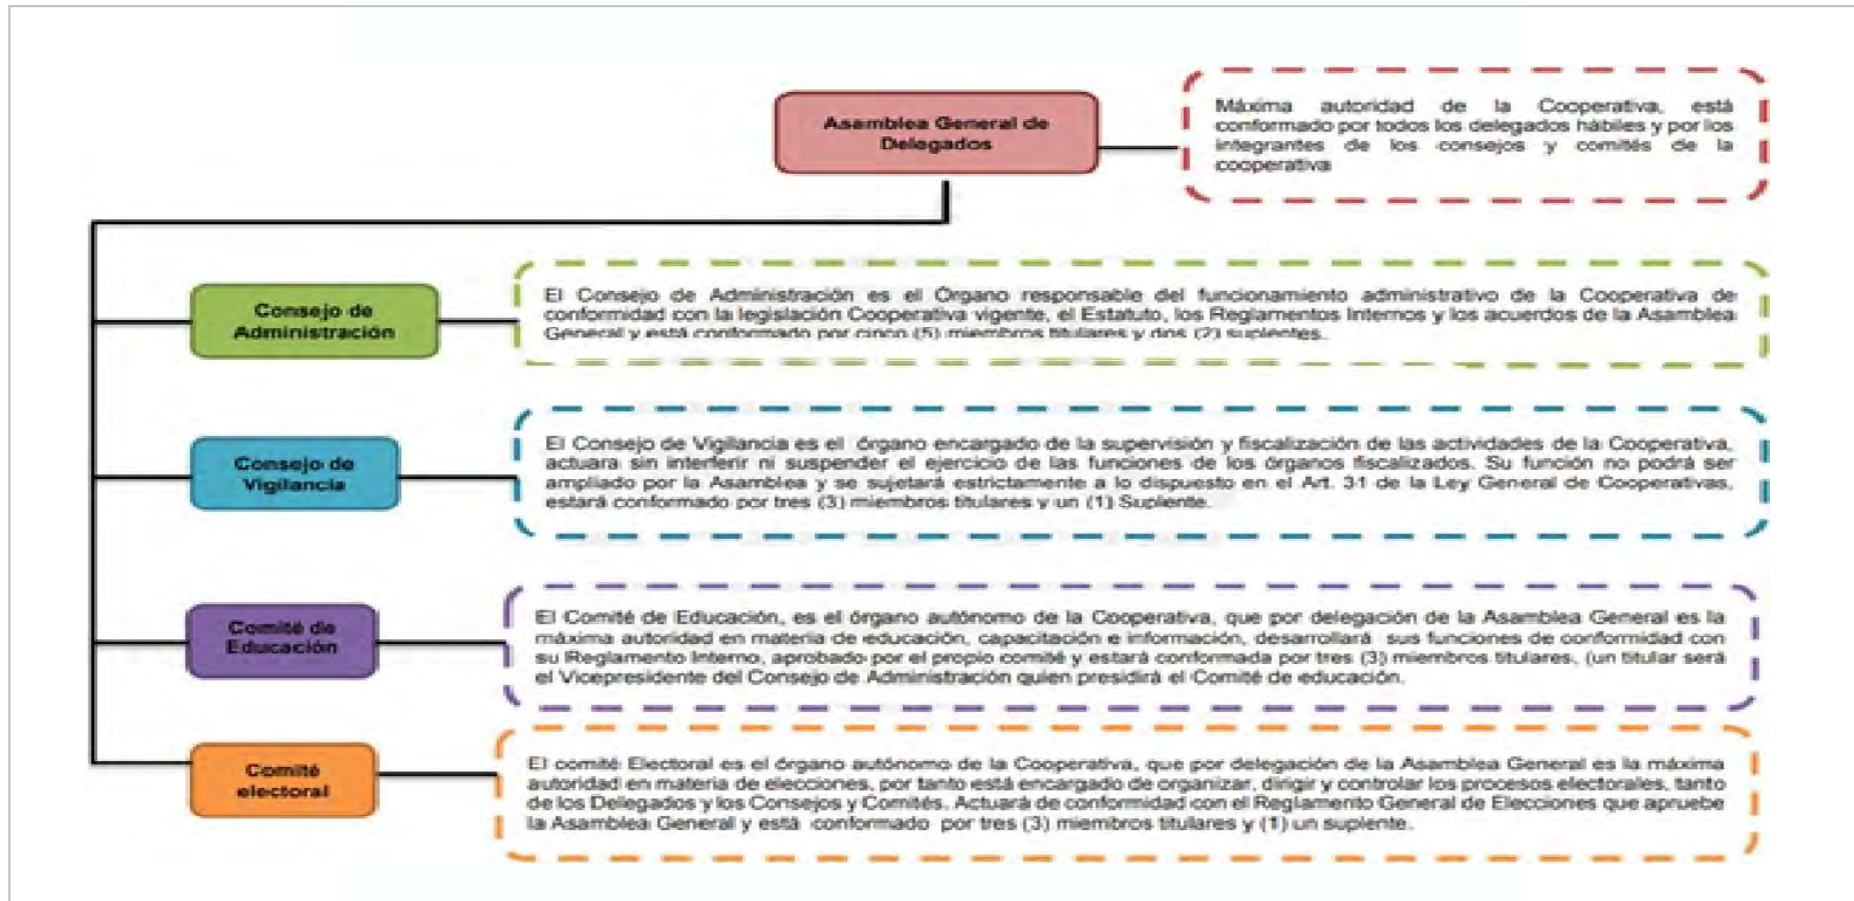 Asamblea General de
Delegados
Máxima autoridad de la Cooperativa, está
conformado por todos los delegados hábiles y por los
integrantes de los consejos y comités de la
cooperativa
Consejo de
Administración
El Consejo de Administración es el Órgano responsable del funcionamiento administrativo de la Cooperativa de
conformidad con la legislación Cooperativa vigente, el Estatuto, los Reglamentos Internos y los acuerdos de la Asamblea
General y está conformado por cinco (5) miembros titulares y dos (2) suplentes.
Consejo de
Vigilancia
El Consejo de Vigilancia es el órgano encargado de la supervisión y fiscalización de las actividades de la Cooperativa,
actuara sin interferir ni suspender el ejercicio de las funciones de los órganos fiscalizados. Su función no podrá ser
ampliado por la Asamblea y se sujetará estrictamente a lo dispuesto en el Art. 31 de la Ley General de Cooperativas,
estará conformado por tres (3) miembros titulares y un (1) Suplente.
Comité de
Educación
El Comité de Educación, es el órgano autónomo de la Cooperativa, que por delegación de la Asamblea General es la
máxima autoridad en materia de educación, capacitación e información, desarrollará sus funciones de conformidad con
su Reglamento Interno, aprobado por el propio comité y estará conformada por tres (3) miembros titulares, (un titular será
el Vicepresidente del Consejo de Administración quien presidirá el Comité de educación.
Comité
electoral
El comité Electoral es el órgano autónomo de la Cooperativa, que por delegación de la Asamblea General es la máxima
autoridad en materia de elecciones, por tanto está encargado de organizar, dirigir y controlar los procesos electorales, tanto
de los Delegados y los Consejos y Comités. Actuará de conformidad con el Reglamento General de Elecciones que apruebe
la Asamblea General y está conformado por tres (3) miembros titulares y (1) un suplente.